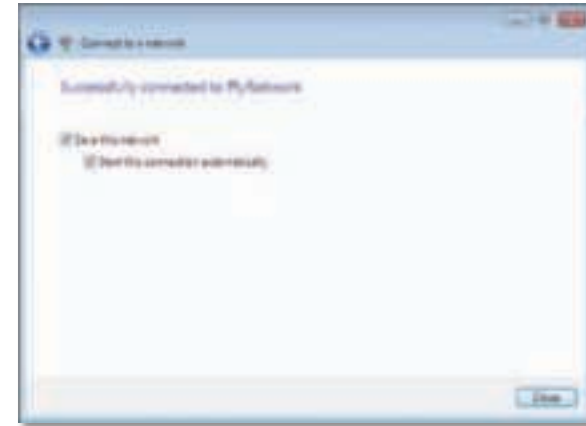 Connect to a network
Successfully connected to MyNetwork
Save this network
Start this connection automatically
Close